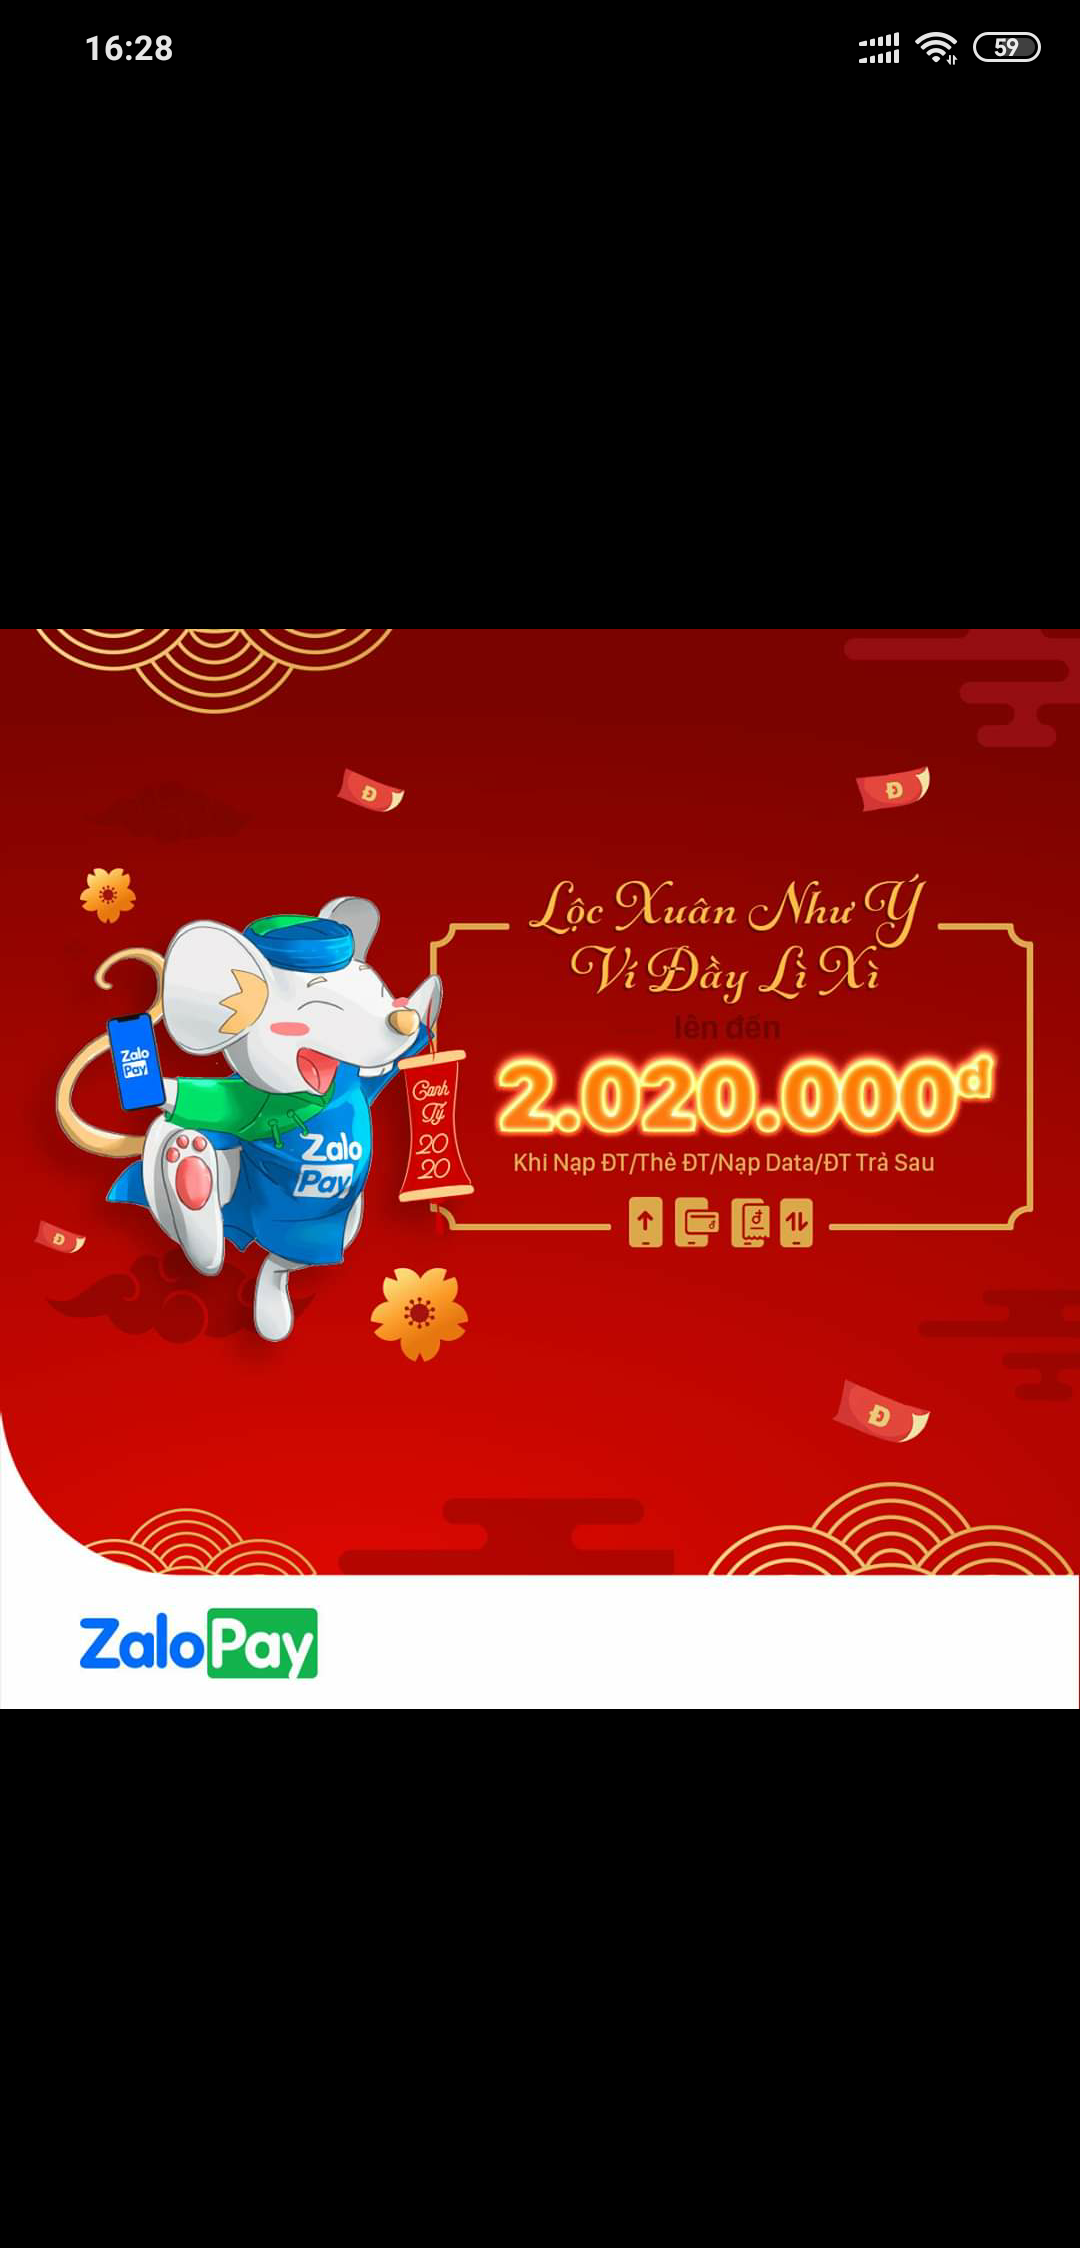 16:28
59
Đ
Đ
Lộc Xuân Như Ý
Ví Đầy Lì Xì
lên đến
2.020.000đ
Khi Nạp ĐT/Thẻ ĐT/Nạp Data/ĐT Trả Sau
Zalo
Pay
Canh
Tý
20
20
Zalo
Pay
Đ
Đ
ZaloPay